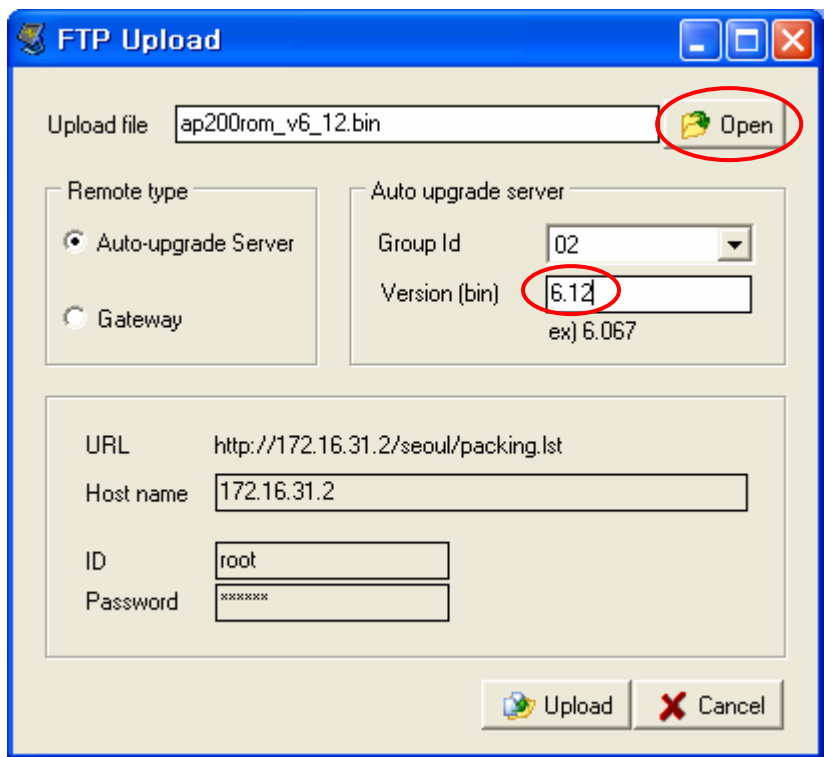 FTP Upload
Upload file ap200rom_v6_12.bin Open
Remote type
Auto-upgrade Server
Gateway
Auto upgrade server
Group Id 02
Version (bin) 6.12
ex) 6.067
URL http://172.16.31.2/seoul/packing.lst
Host name 172.16.31.2
ID root
Password ******
Upload Cancel